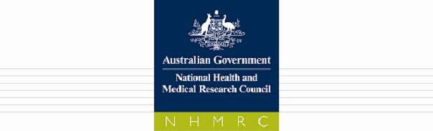 Australian Government
National Health and
Medical Research Council
NHMRC